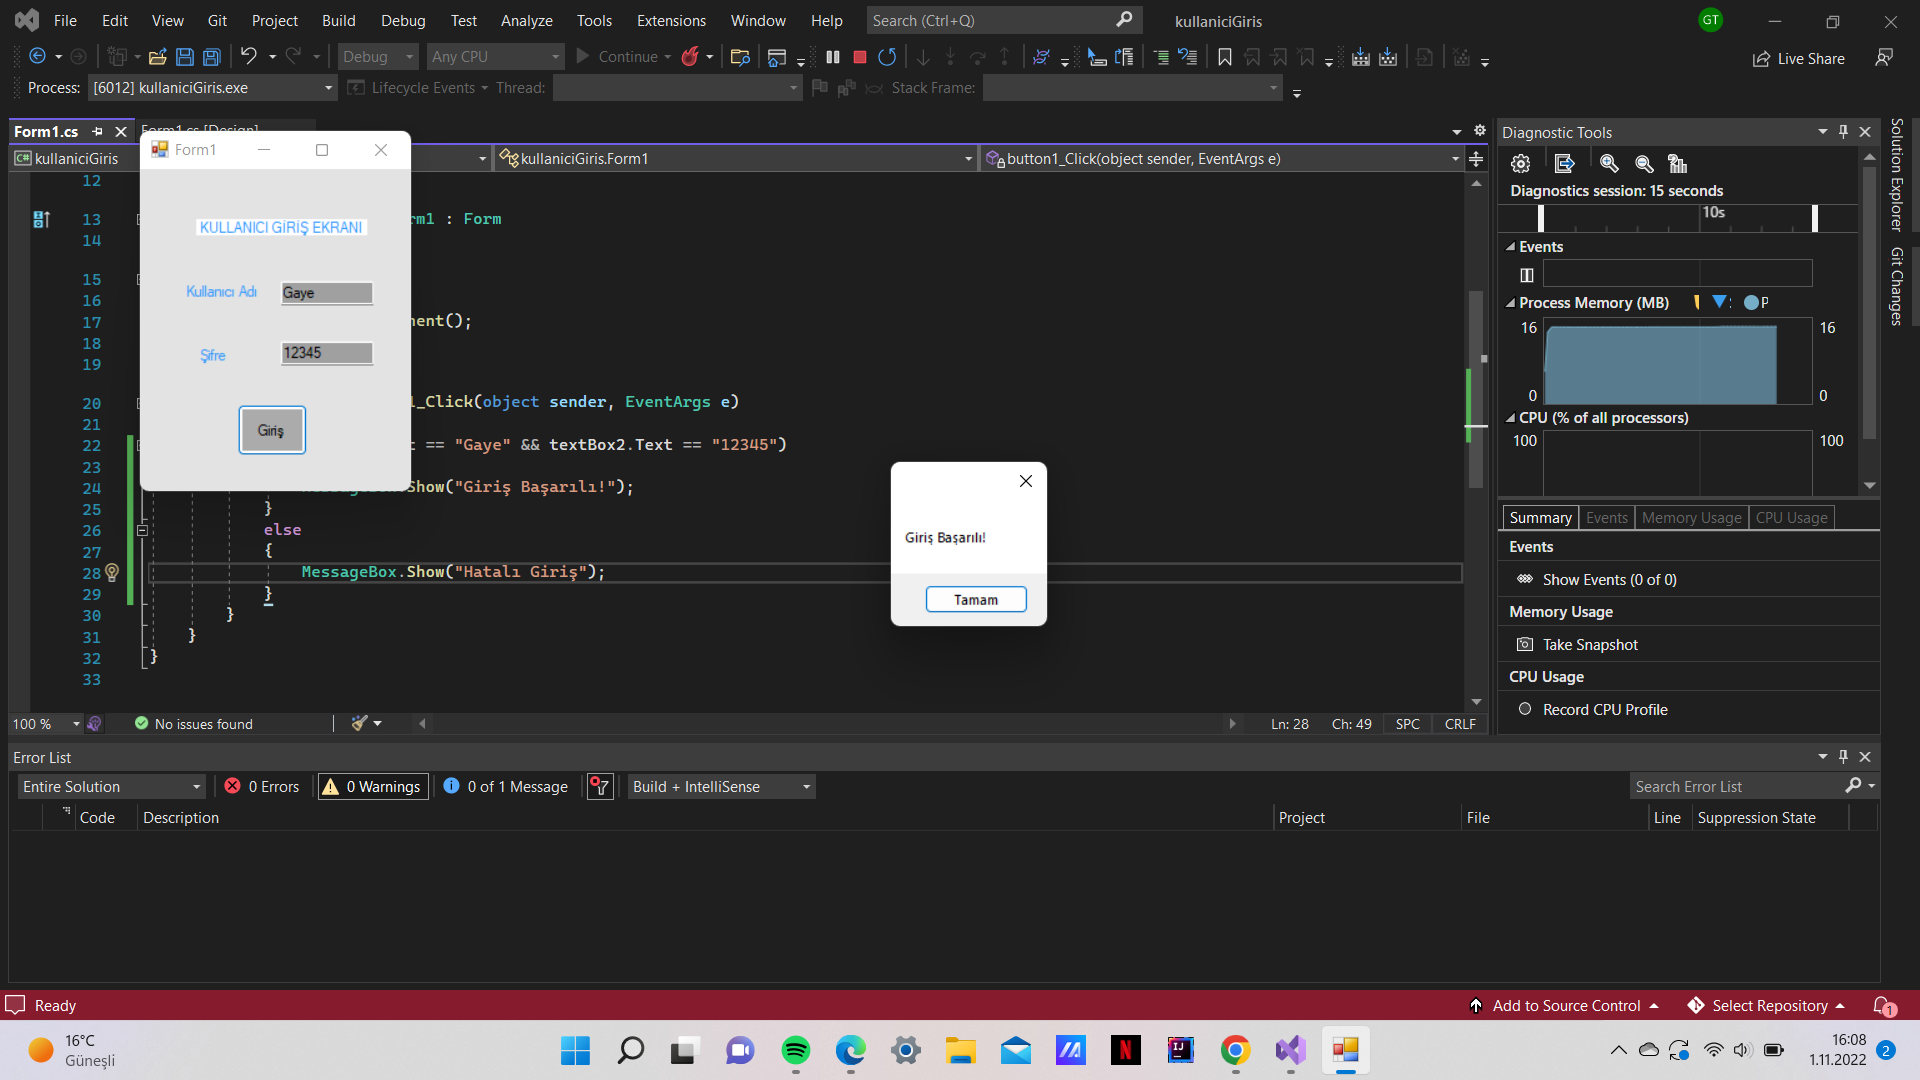 File Edit View Git Project Build Debug Test Analyze Tools Extensions Window Help Search (Ctrl+Q) kullaniciGiris GT
Debug Any CPU Continue Live Share
Process: [6012] kullaniciGiris.exe Lifecycle Events Thread: Stack Frame:
Form1.cs Form1.cs [Design]
kullaniciGiris kullaniciGiris.Form1 button1_Click(object sender, EventArgs e)
Form1
KULLANICI GİRİŞ EKRANI
Kullanıcı Adı Gaye
Şifre 12345
Giriş
12
13 rm1 : Form
14
15
16
17 nent();
18
19
20 1_Click(object sender, EventArgs e)
21
22 t == "Gaye" && textBox2.Text == "12345")
23
24 Show("Giriş Başarılı!");
25 }
26 else
27 {
28 MessageBox.Show("Hatalı Giriş");
29 }
30 }
31 }
32 }
33
Giriş Başarılı!
Tamam
100 % No issues found Ln: 28 Ch: 49 SPC CRLF
Diagnostic Tools
Diagnostics session: 15 seconds
10s
Events
Process Memory (MB) P
16 16
0 0
CPU (% of all processors)
100 100
Summary Events Memory Usage CPU Usage
Events
Show Events (0 of 0)
Memory Usage
Take Snapshot
CPU Usage
Record CPU Profile
Solution Explorer
Git Changes
Error List
Entire Solution 0 Errors 0 Warnings 0 of 1 Message Build + IntelliSense Search Error List
Code Description Project File Line Suppression State
Ready Add to Source Control Select Repository 1
16°C
Güneşli
16:08
1.11.2022
2